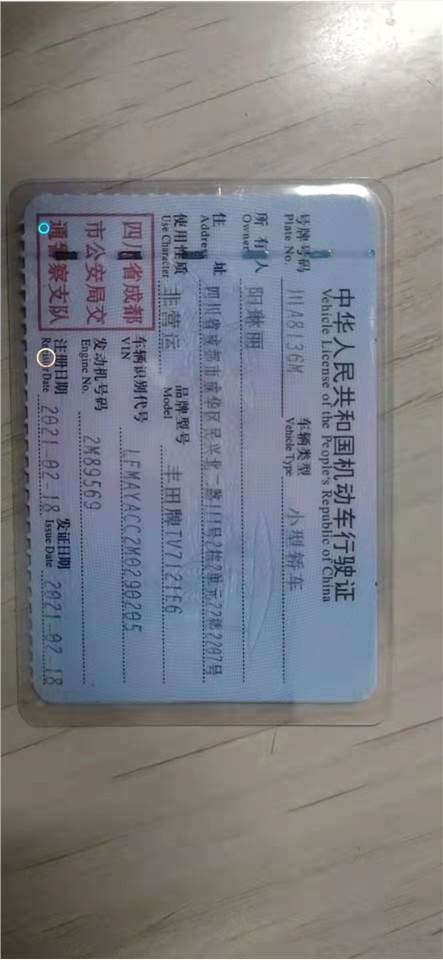 中华人民共和国机动车行驶证
Vehicle License of the People's Republic of China
号牌号码 川A8136M 车辆类型 小型轿车
Plate No. Vehicle Type
所有人 阳琳丽
Owner
住址
Address
使用性质 非营运 品牌型号 丰田牌TV7121E6
Use Character Model
四川省成都
市公安局交
通警察支队
车辆识别代号 LFMAYACC2M0290205
VIN
发动机号码 2M89569
Engine No.
注册日期 2021-02-18 发证日期 2021-02-18
Register Date Issue Date